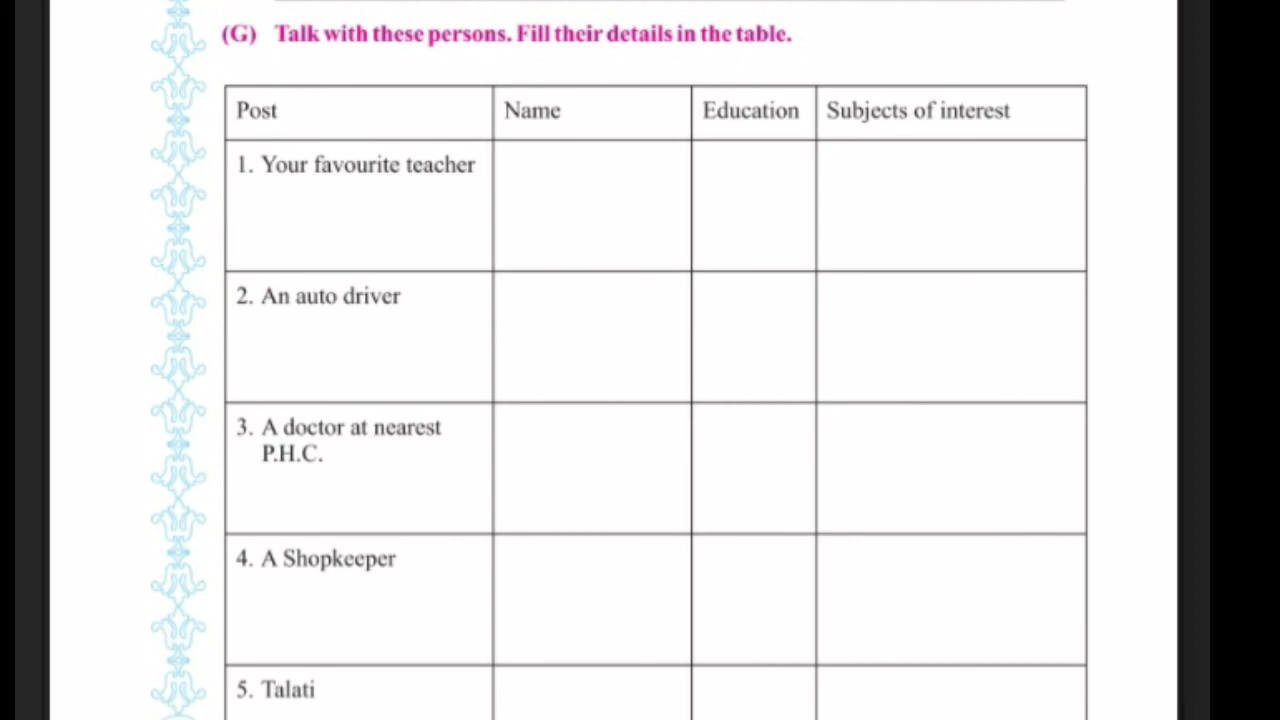 (G) Talk with these persons. Fill their details in the table.
Post Name Education Subjects of interest
1. Your favourite teacher
2. An auto driver
3. A doctor at nearest
P.H.C.
4. A Shopkeeper
5. Talati